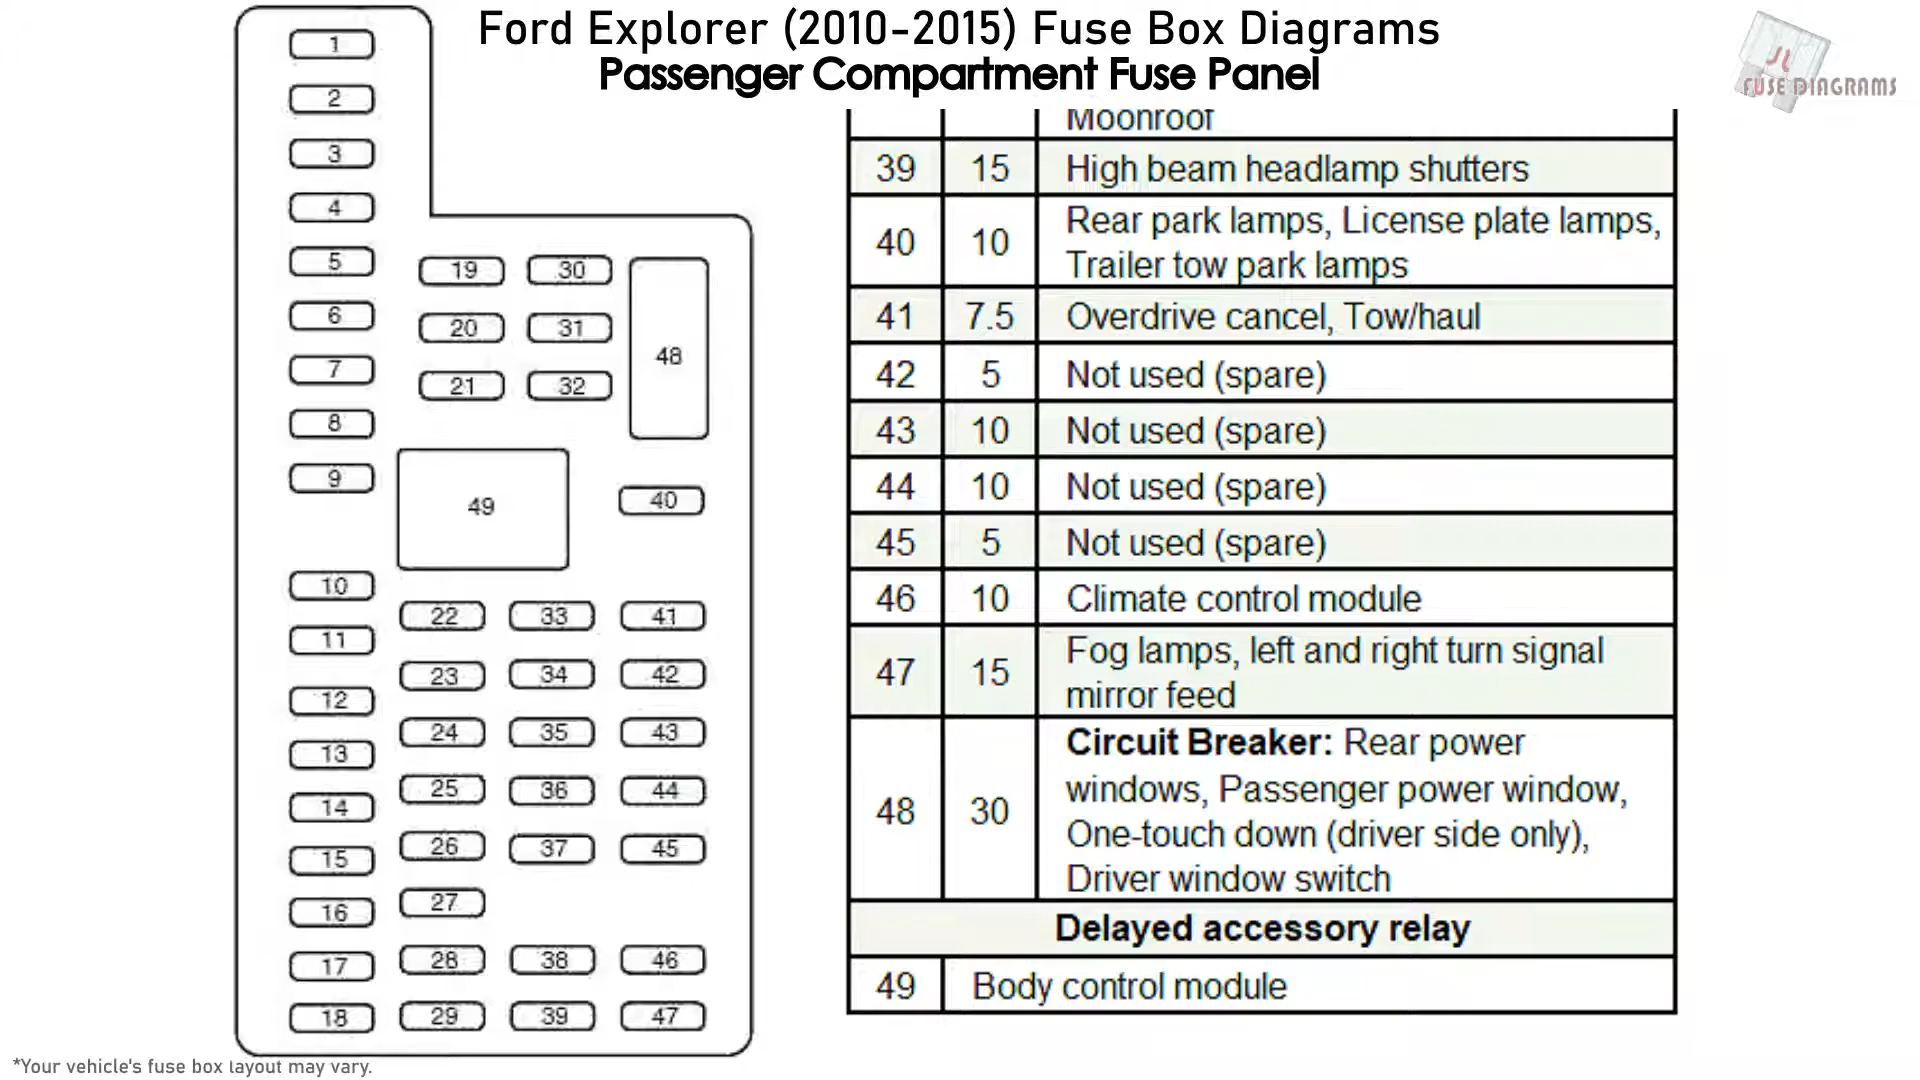 Ford Explorer (2010-2015) Fuse Box Diagrams
Passenger Compartment Fuse Panel
JL
FUSE DIAGRAMS
1
2
3
4
5
6
7
8
9
10
11
12
13
14
15
16
17
18
19 30
20 31
21 32
48
49
40
22 33 41
23 34 42
24 35 43
25 36 44
26 37 45
27
28 38 46
29 39 47
Moonroof
39 15 High beam headlamp shutters
40 10 Rear park lamps, License plate lamps,
Trailer tow park lamps
41 7.5 Overdrive cancel, Tow/haul
42 5 Not used (spare)
43 10 Not used (spare)
44 10 Not used (spare)
45 5 Not used (spare)
46 10 Climate control module
47 15 Fog lamps, left and right turn signal
mirror feed
48 30 Circuit Breaker: Rear power
windows, Passenger power window,
One-touch down (driver side only),
Driver window switch
Delayed accessory relay
49 Body control module
*Your vehicle's fuse box layout may vary.